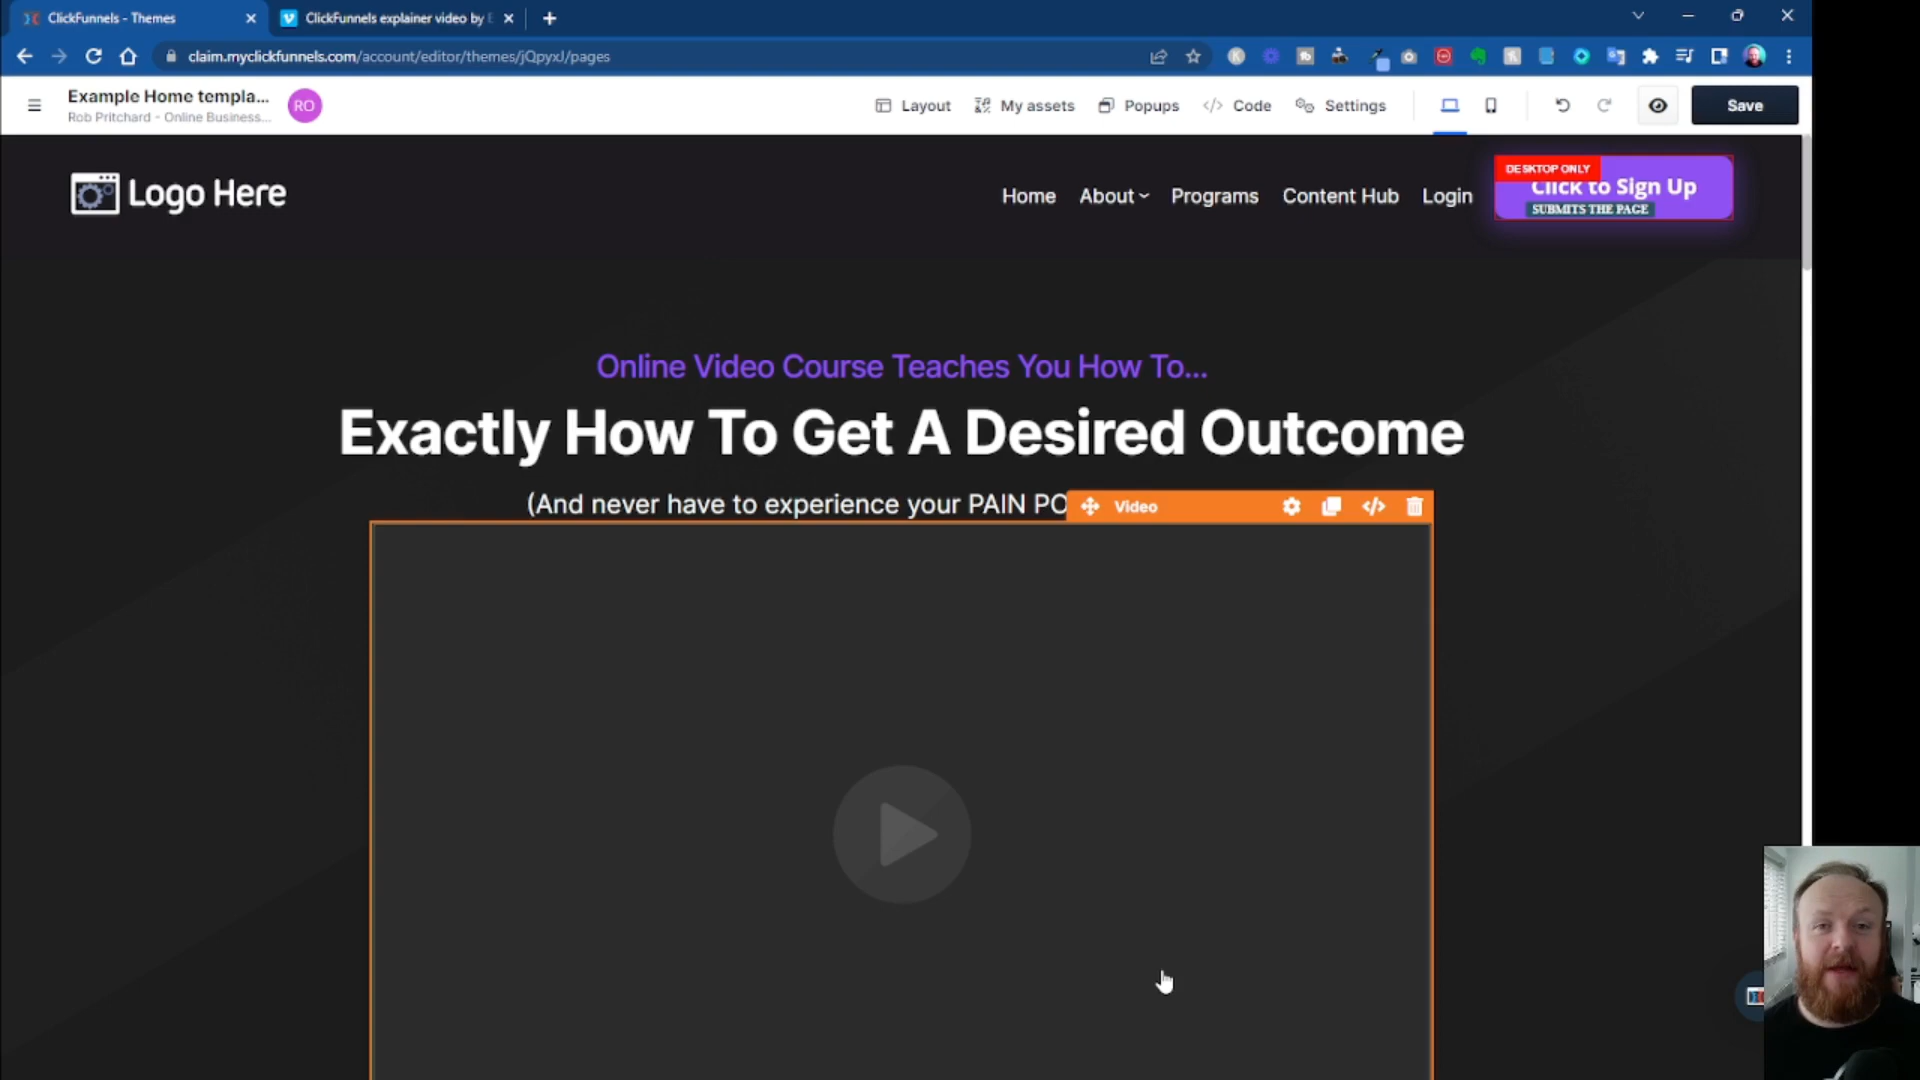 ClickFunnels - Themes
ClickFunnels explainer video by E
claim.myclickfunnels.com/account/editor/themes/jQpyxJ/pages
Example Home templa...
Rob Pritchard - Online Business...
RO
Layout
My assets
Popups
Code
Settings
Save
Logo Here
Home
About
Programs
Content Hub
Login
DESKTOP ONLY
Click to Sign Up
SUBMITS THE PAGE
Online Video Course Teaches You How To...
Exactly How To Get A Desired Outcome
(And never have to experience your PAIN PO
Video